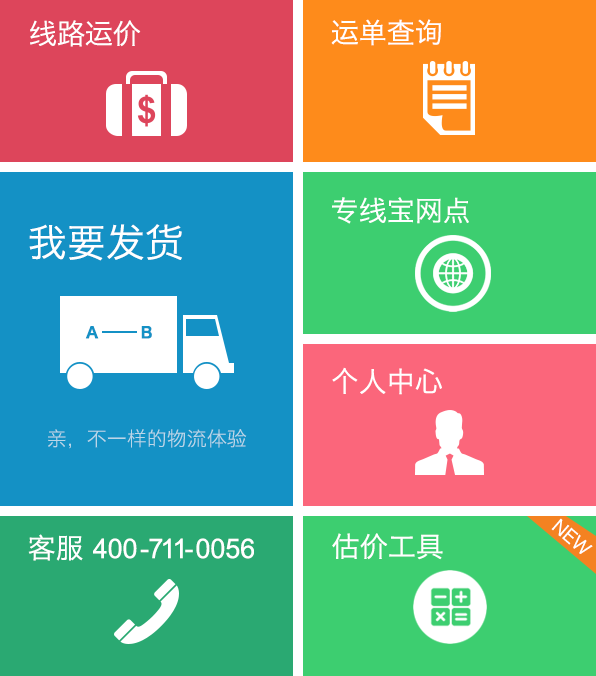 线路运价
$
运单查询
我要发货
A — B
亲，不一样的物流体验
专线宝网点
个人中心
客服 400-711-0056
估价工具
NEW